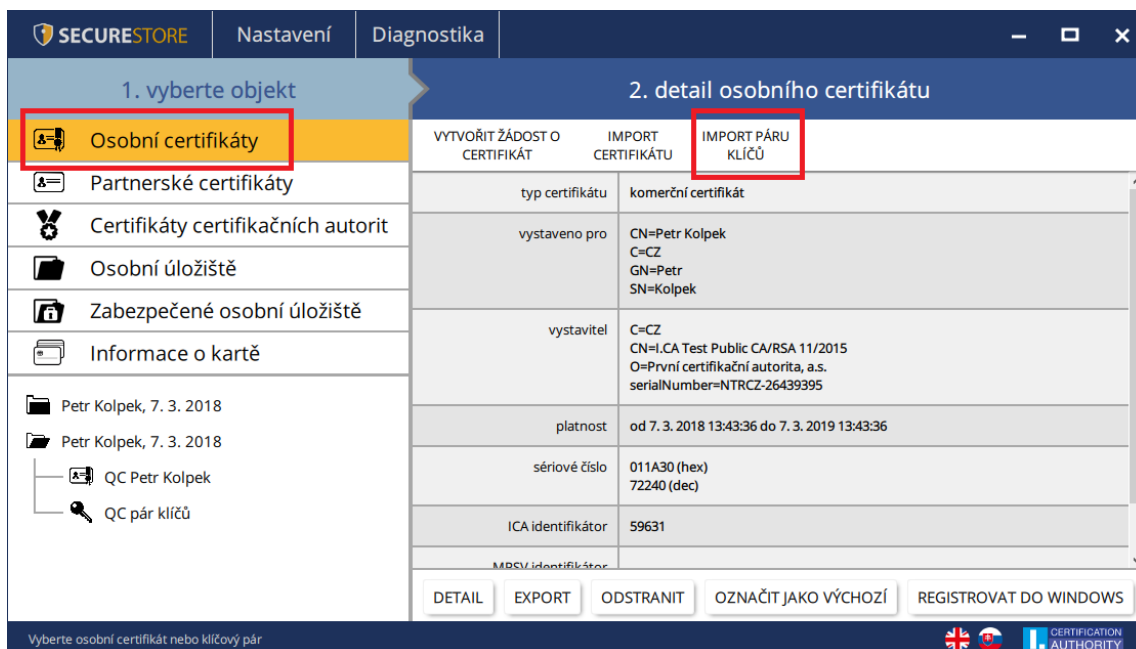 SECURESTORE Nastavení Diagnostika
1. vyberte objekt
2. detail osobního certifikátu
Osobní certifikáty
Partnerské certifikáty
Certifikáty certifikačních autorit
Osobní úložiště
Zabezpečené osobní úložiště
Informace o kartě
Petr Kolpek, 7. 3. 2018
Petr Kolpek, 7. 3. 2018
QC Petr Kolpek
QC pár klíčů
VYTVOŘIT ŽÁDOST O
CERTIFIKÁT
IMPORT
CERTIFIKÁTU
IMPORT PÁRU
KLÍČŮ
typ certifikátu komerční certifikát
vystaveno pro CN=Petr Kolpek
C=CZ
GN=Petr
SN=Kolpek
vystavitel C=CZ
CN=I.CA Test Public CA/RSA 11/2015
O=První certifikační autorita, a.s.
serialNumber=NTRCZ-26439395
platnost od 7. 3. 2018 13:43:36 do 7. 3. 2019 13:43:36
sériové číslo 011A30 (hex)
72240 (dec)
ICA identifikátor 59631
MPSV identifikátor
DETAIL EXPORT ODSTRANIT OZNAČIT JAKO VÝCHOZÍ REGISTROVAT DO WINDOWS
Vyberte osobní certifikát nebo klíčový pár
CERTIFICATION
AUTHORITY